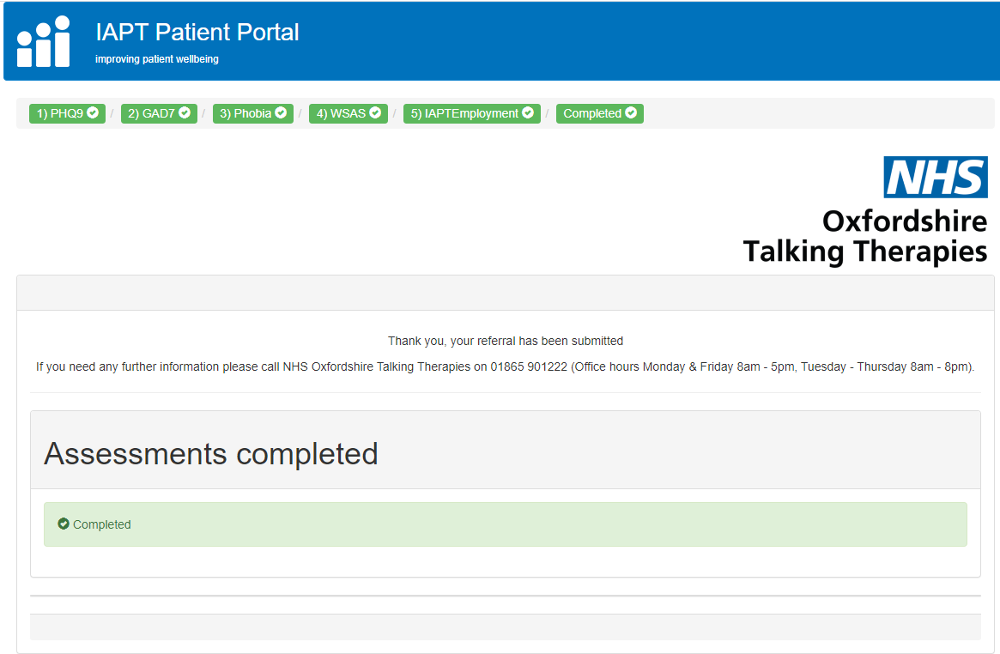 IAPT Patient Portal
improving patient wellbeing
1) PHQ9 / 2) GAD7 / 3) Phobia / 4) WSAS / 5) IAPTEmployment / Completed
NHS
Oxfordshire
Talking Therapies
Thank you, your referral has been submitted
If you need any further information please call NHS Oxfordshire Talking Therapies on 01865 901222 (Office hours Monday & Friday 8am - 5pm, Tuesday - Thursday 8am - 8pm).
Assessments completed
Completed